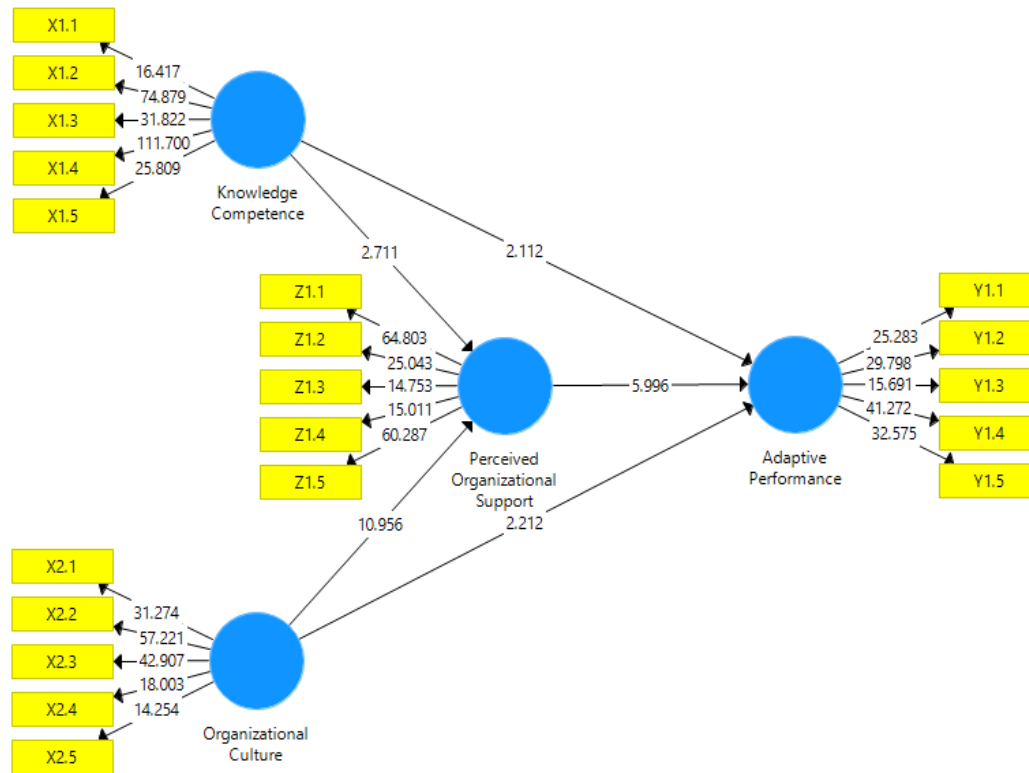 X1.1
X1.2
X1.3
X1.4
X1.5
16.417
74.879
31.822
111.700
25.809
Knowledge
Competence
2.711
2.112
Z1.1
Z1.2
Z1.3
Z1.4
Z1.5
64.803
25.043
14.753
15.011
60.287
Perceived
Organizational
Support
5.996
Adaptive
Performance
25.283
29.798
15.691
41.272
32.575
Y1.1
Y1.2
Y1.3
Y1.4
Y1.5
10.956
2.212
X2.1
X2.2
X2.3
X2.4
X2.5
31.274
57.221
42.907
18.003
14.254
Organizational
Culture